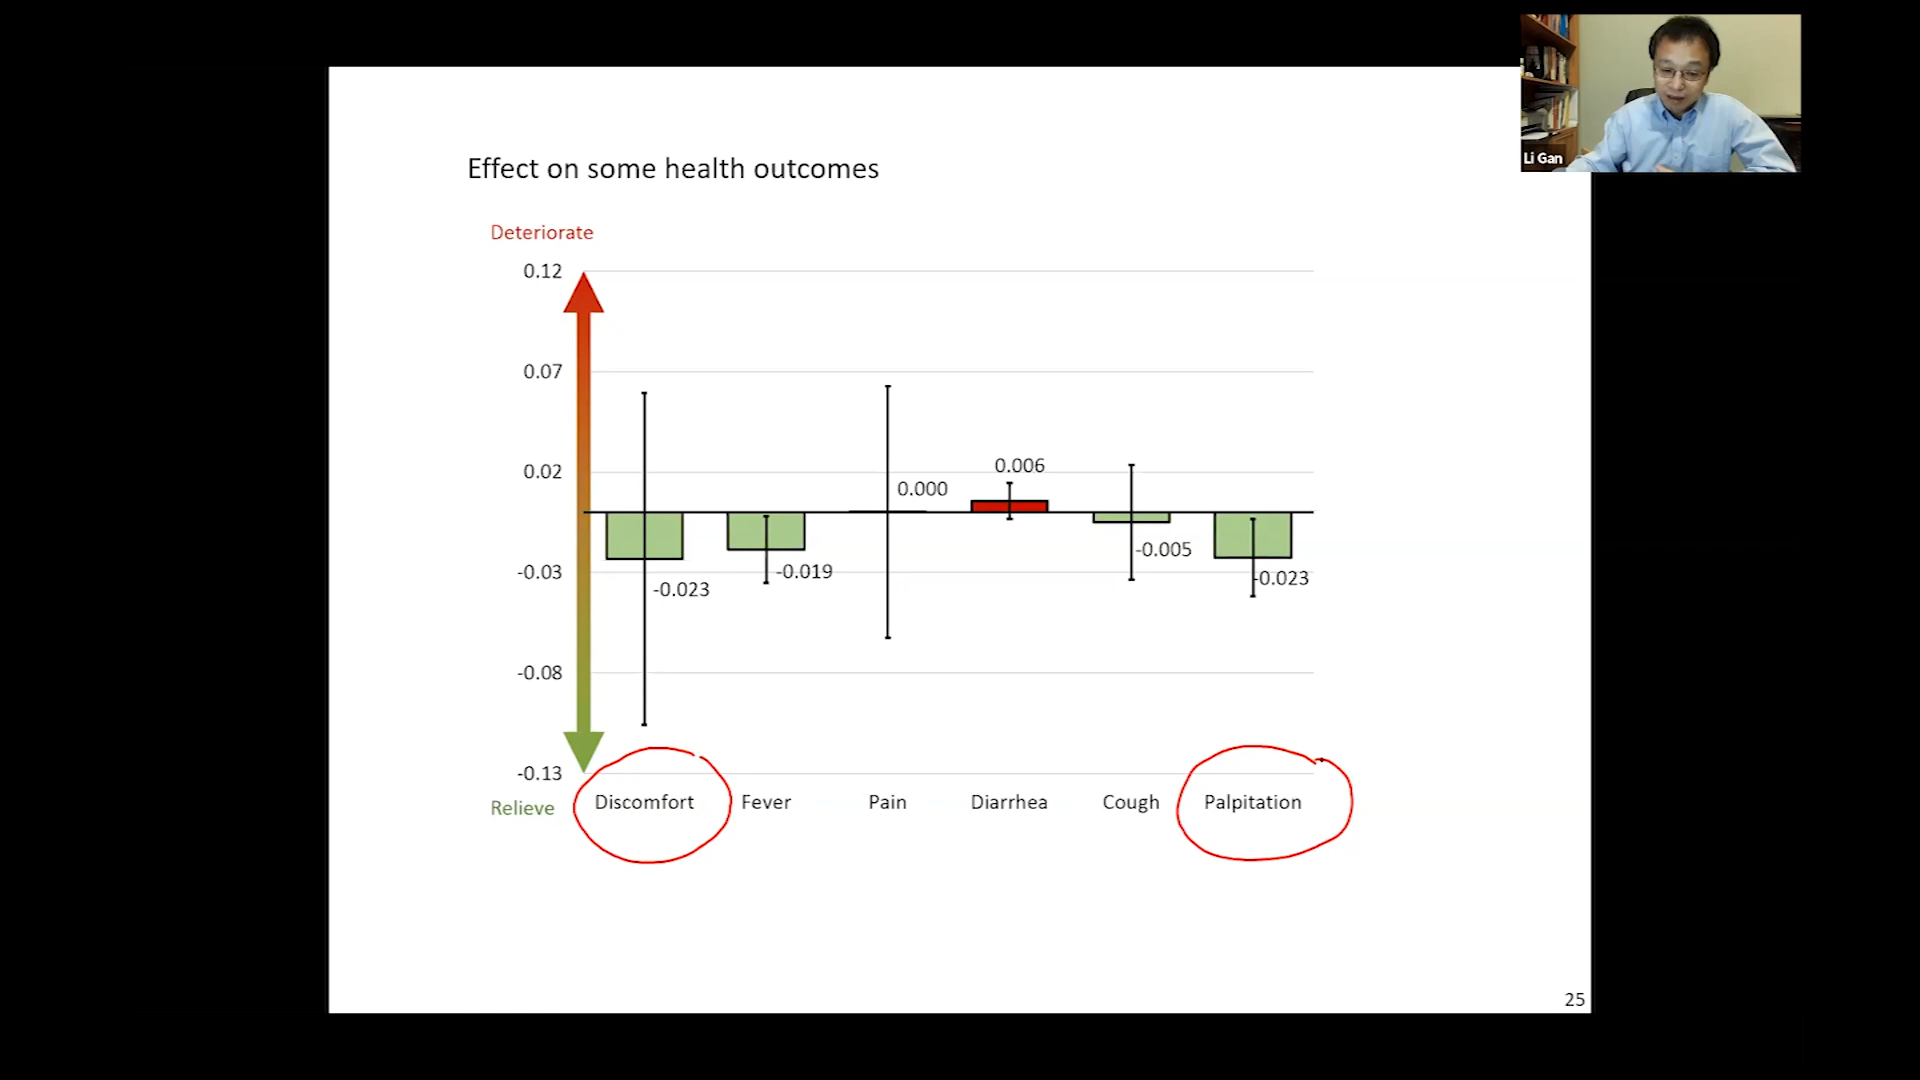 Li Gan
Effect on some health outcomes
Deteriorate
0.12
0.07
0.02
-0.03
-0.08
-0.13
Relieve
-0.023
-0.019
0.000
0.006
-0.005
-0.023
Discomfort Fever Pain Diarrhea Cough Palpitation
25